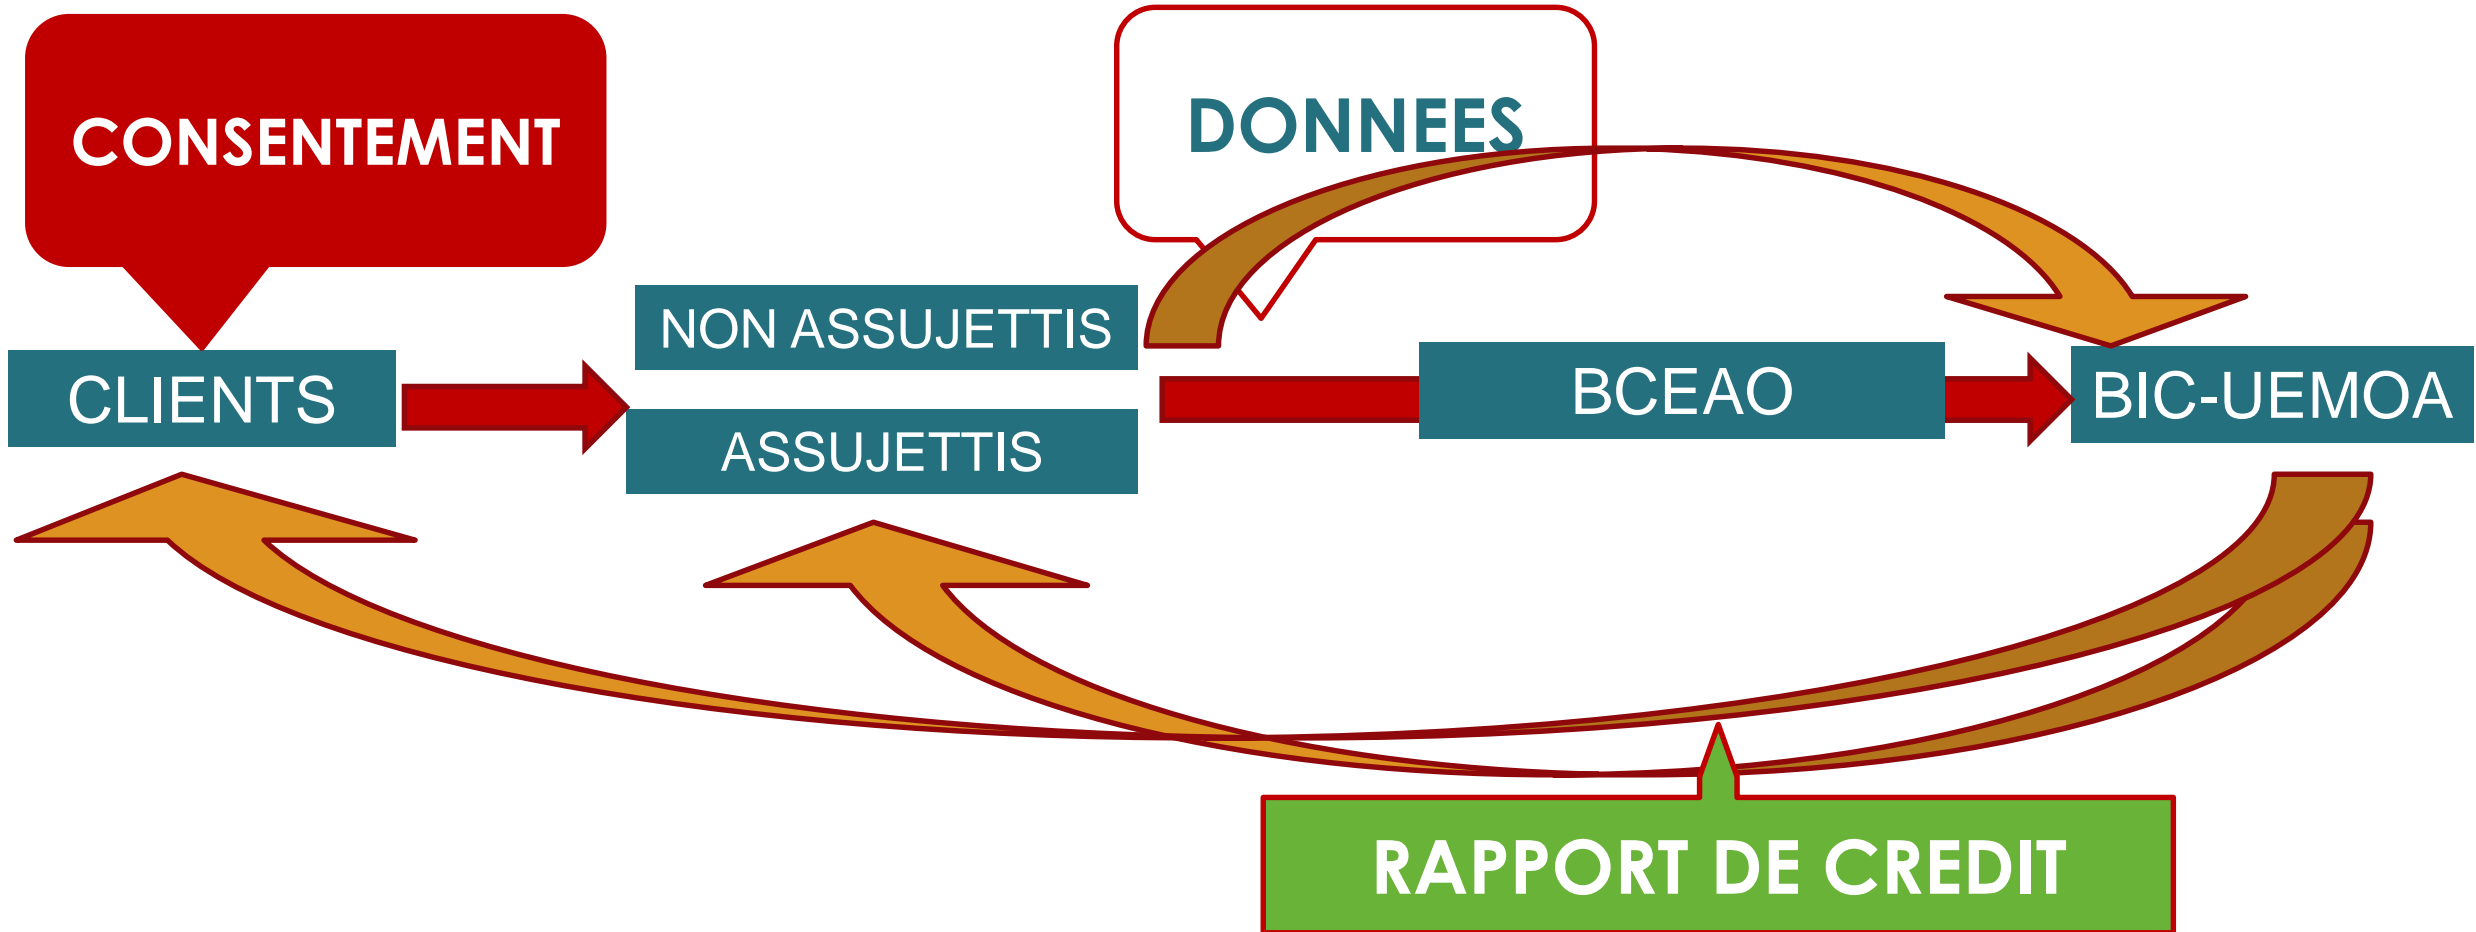 CONSENTEMENT
DONNEES
NON ASSUJETTIS
CLIENTS
ASSUJETTIS
BCEAO
BIC-UEMOA
RAPPORT DE CREDIT